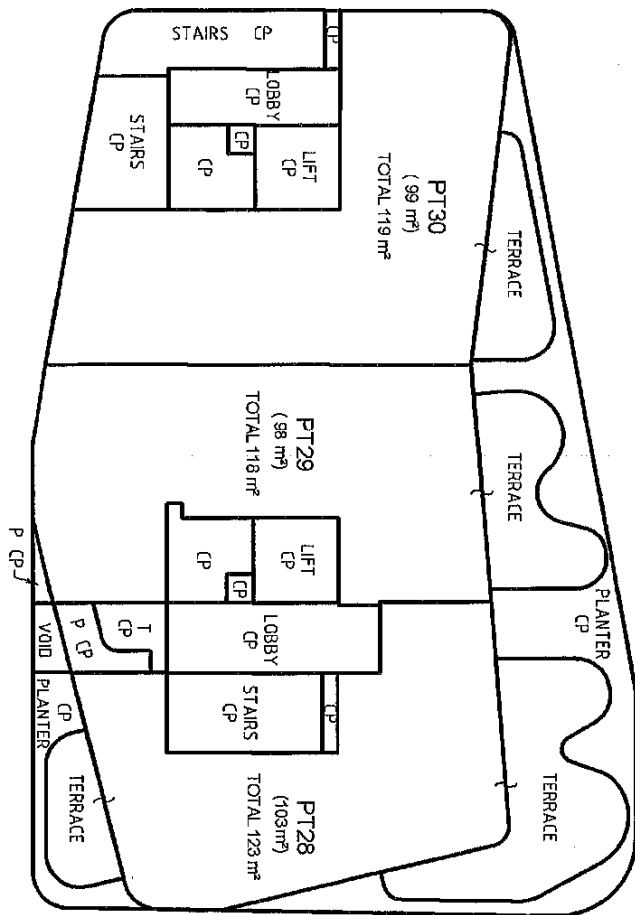 STAIRS CP
CP
LOBBY
CP
STAIRS
CP
CP
CP
LIFT
CP
PT30
( 99 m²)
TOTAL 119 m²
TERRACE
PT29
( 98 m²)
TOTAL 118 m²
TERRACE
CP
CP
LIFT
CP
P CP
PLANTER
CP
VOID
P CP
T
CP
LOBBY
CP
PLANTER
CP
STAIRS
CP
CP
TERRACE
TERRACE
PT28
(103m²)
TOTAL 123 m²